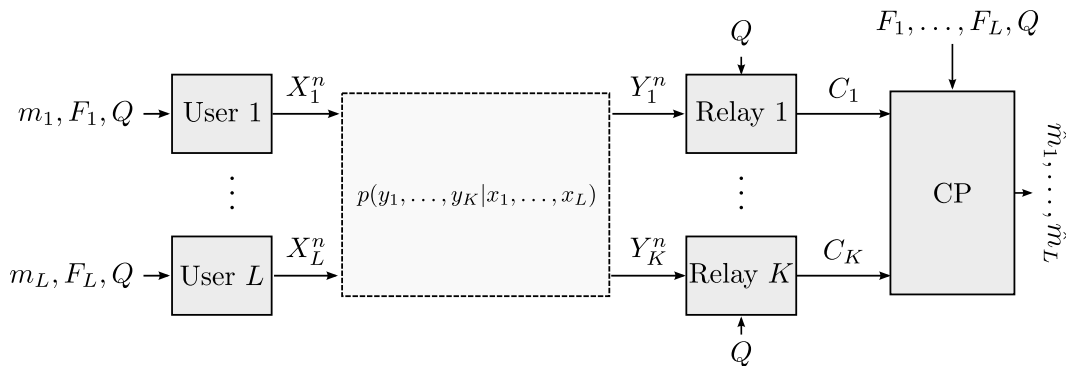 F_1, . . . , F_L, Q
Q
X_1^n
Y_1^n
C_1
m_1, F_1, Q
User 1
Relay 1
m̂_1, . . . , m̂_L
⋮
p(y_1, . . . , y_K|x_1, . . . , x_L)
⋮
CP
X_L^n
Y_K^n
C_K
m_L, F_L, Q
User L
Relay K
Q